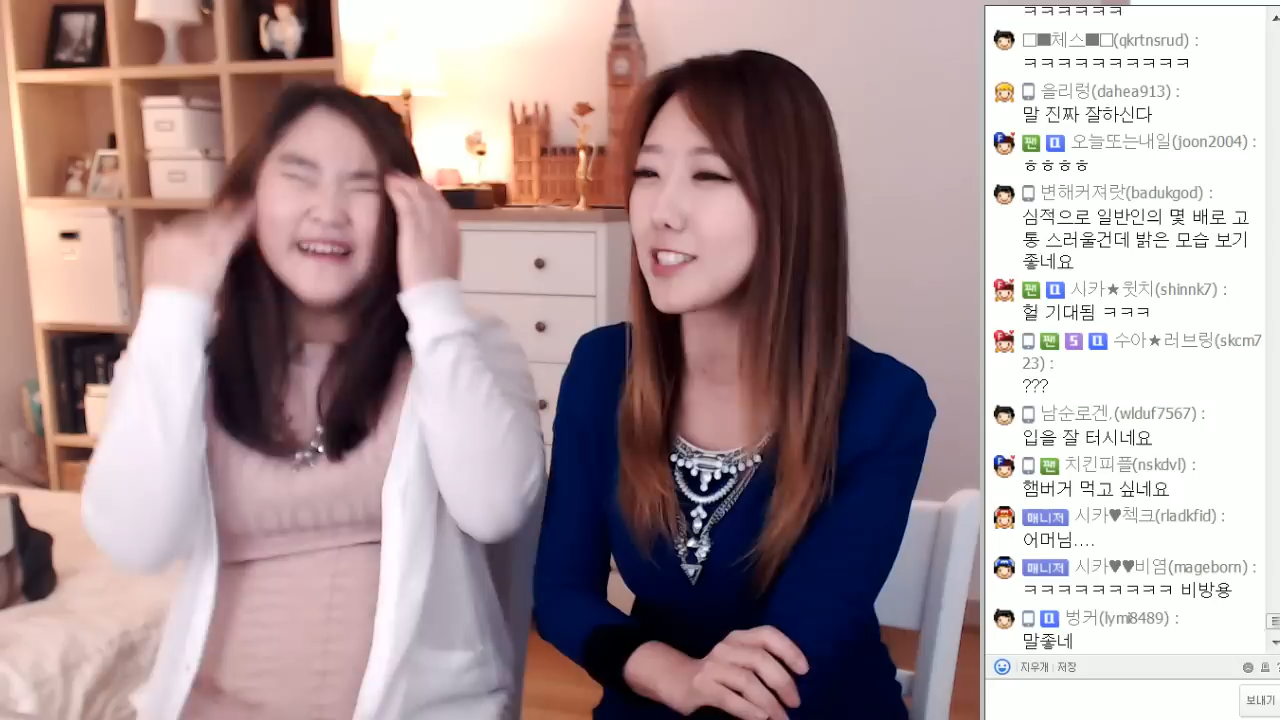 ㅋㅋㅋㅋㅋㅋ
□■체스■□(qkrtnsrud) :
ㅋㅋㅋㅋㅋㅋㅋㅋㅋㅋ
올리렁(dahea913) :
말 진짜 잘하신다
팬 오늘또는내일(joon2004) :
ㅎㅎㅎㅎ
변해커져랏(badukgod) :
심적으로 일반인의 몇 배로 고
통 스러울건데 밝은 모습 보기
좋네요
팬 시카★윗치(shinnk7) :
헐 기대됨 ㅋㅋㅋ
팬 S 수아★러브링(skcm7
23) :
???
남순로겐.(wlduf7567) :
입을 잘 터시네요
팬 치킨피플(nskdvl) :
햄버거 먹고 싶네요
매니저 시카♥첵크(rladkfid) :
어머님....
매니저 시카♥♥비염(mageborn) :
ㅋㅋㅋㅋㅋㅋㅋㅋㅋ 비방용
벙커(lymi8489) :
말좋네
지우개 | 저장
보내기